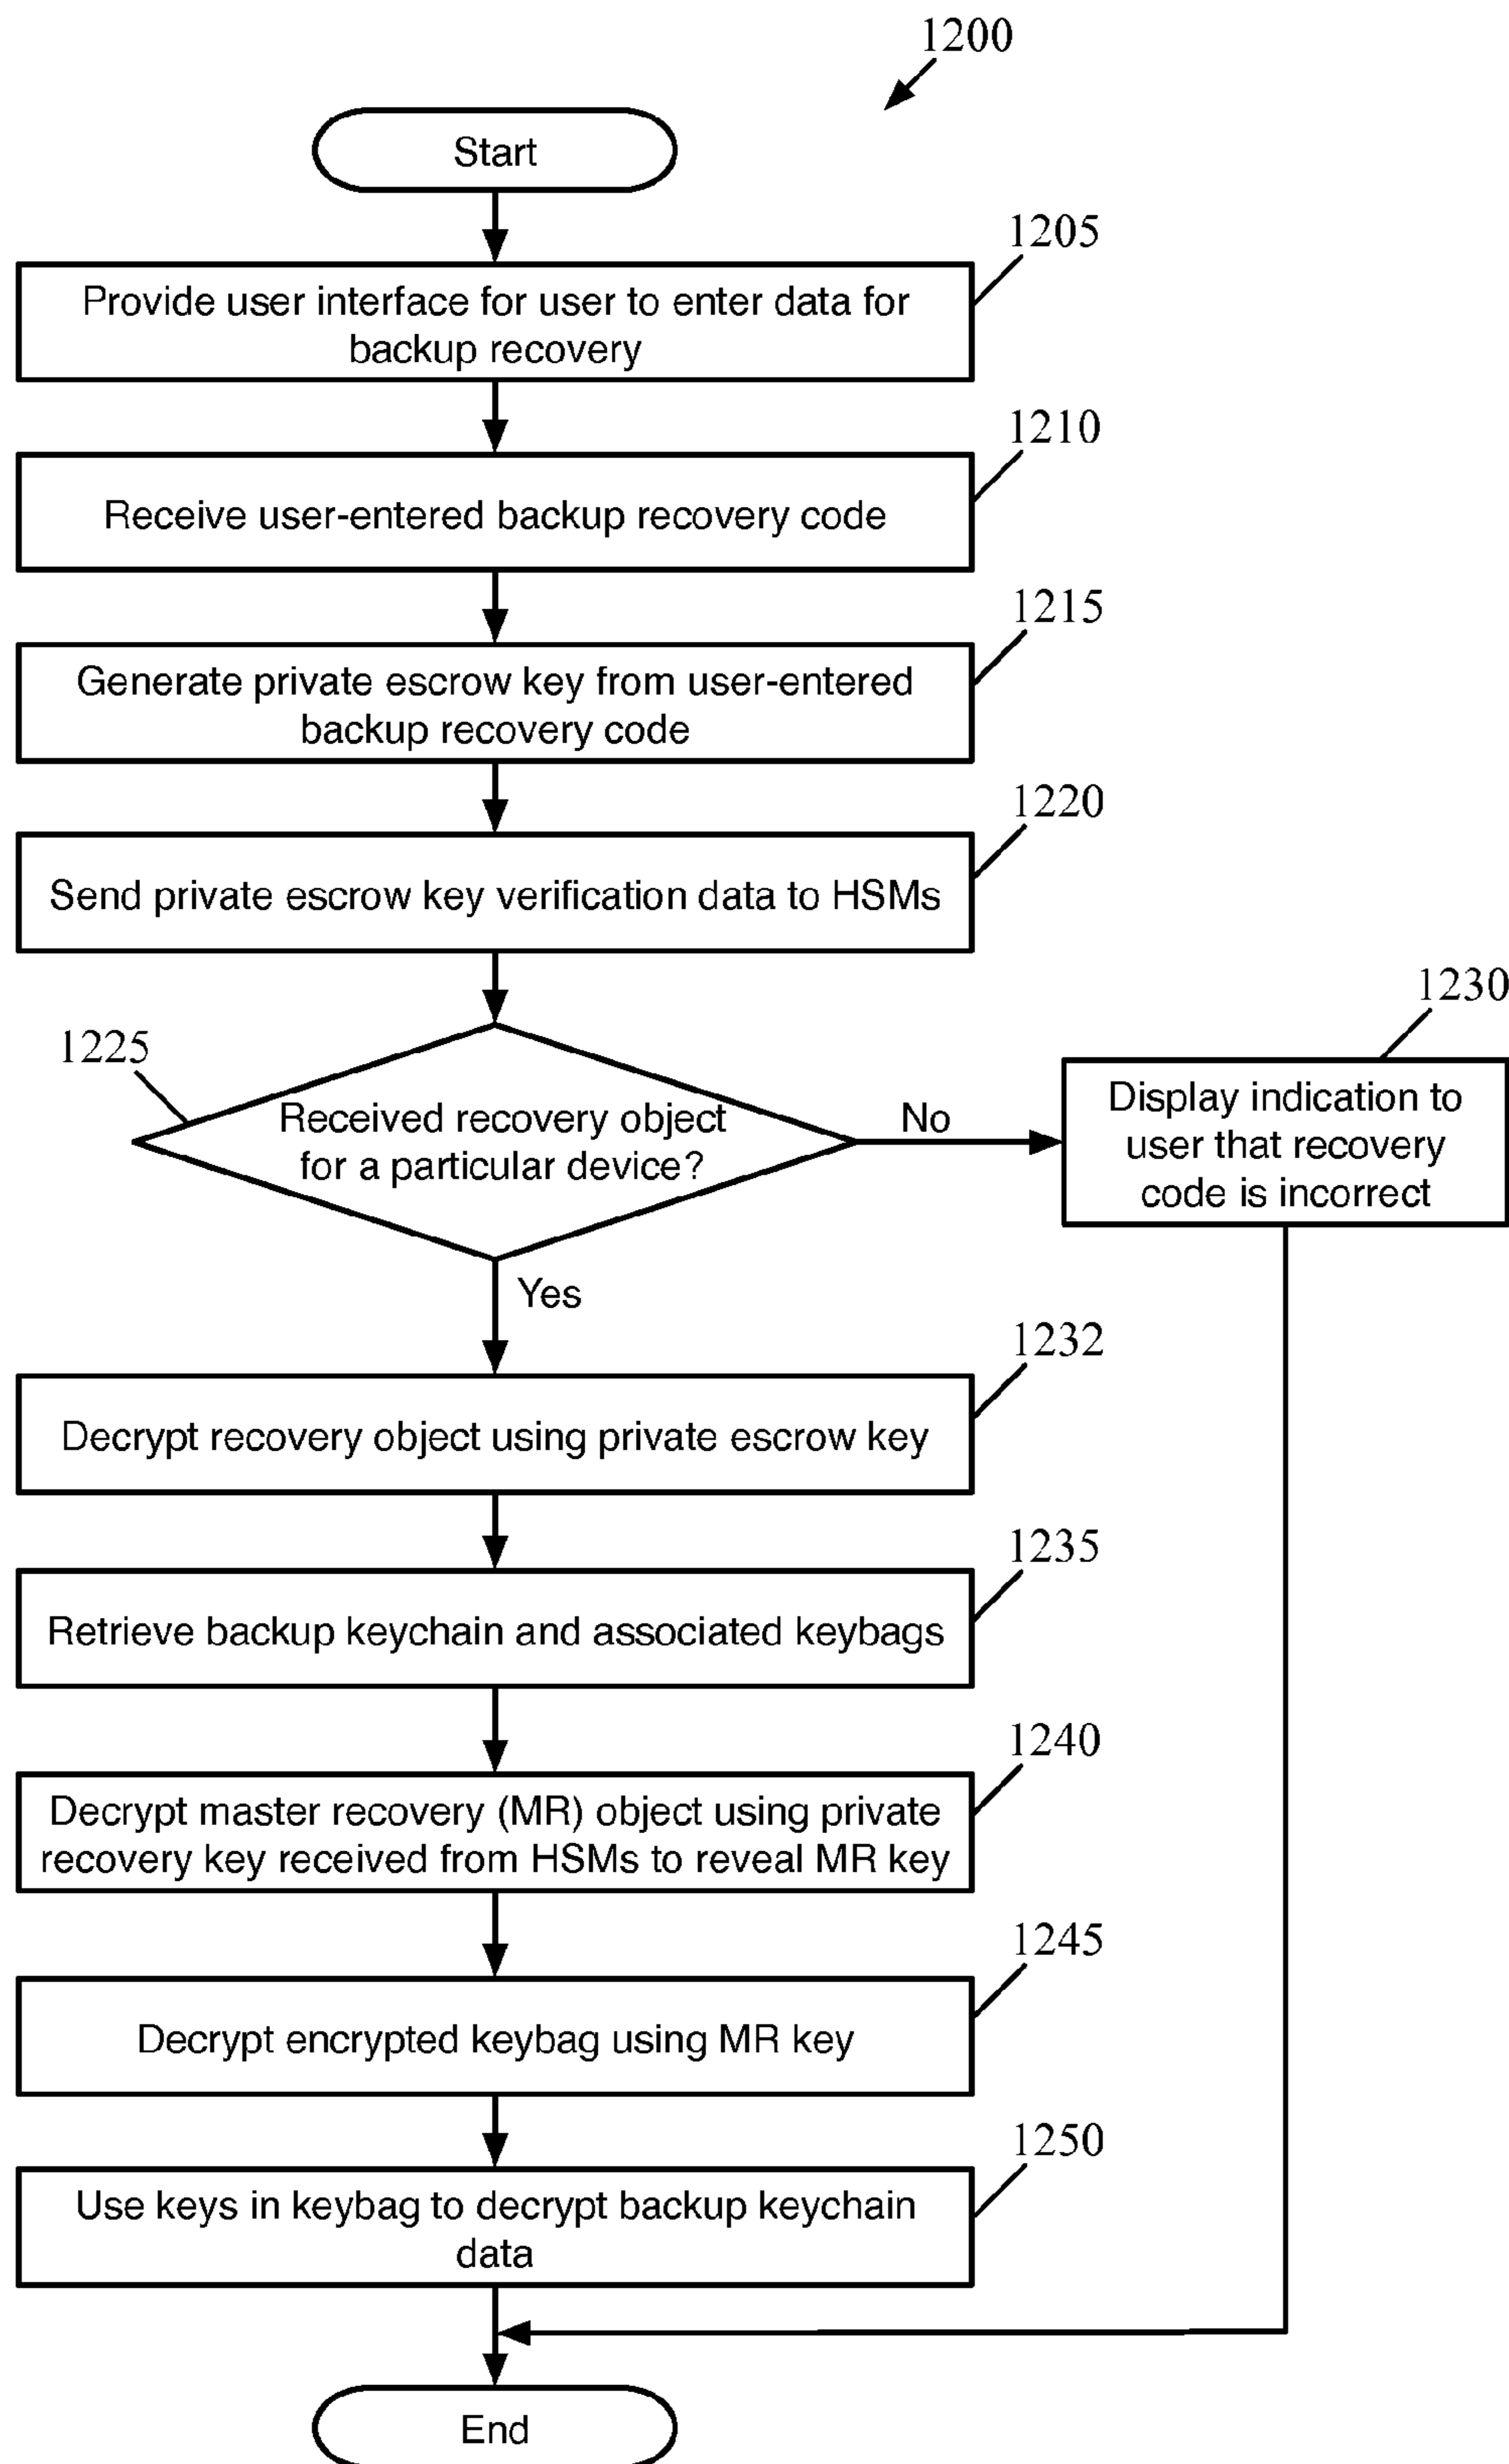 1200
Start
1205
Provide user interface for user to enter data for
backup recovery
1210
Receive user-entered backup recovery code
1215
Generate private escrow key from user-entered
backup recovery code
1220
Send private escrow key verification data to HSMs
1225
Received recovery object
for a particular device?
No
1230
Display indication to
user that recovery
code is incorrect
Yes
1232
Decrypt recovery object using private escrow key
1235
Retrieve backup keychain and associated keybags
1240
Decrypt master recovery (MR) object using private
recovery key received from HSMs to reveal MR key
1245
Decrypt encrypted keybag using MR key
1250
Use keys in keybag to decrypt backup keychain
data
End